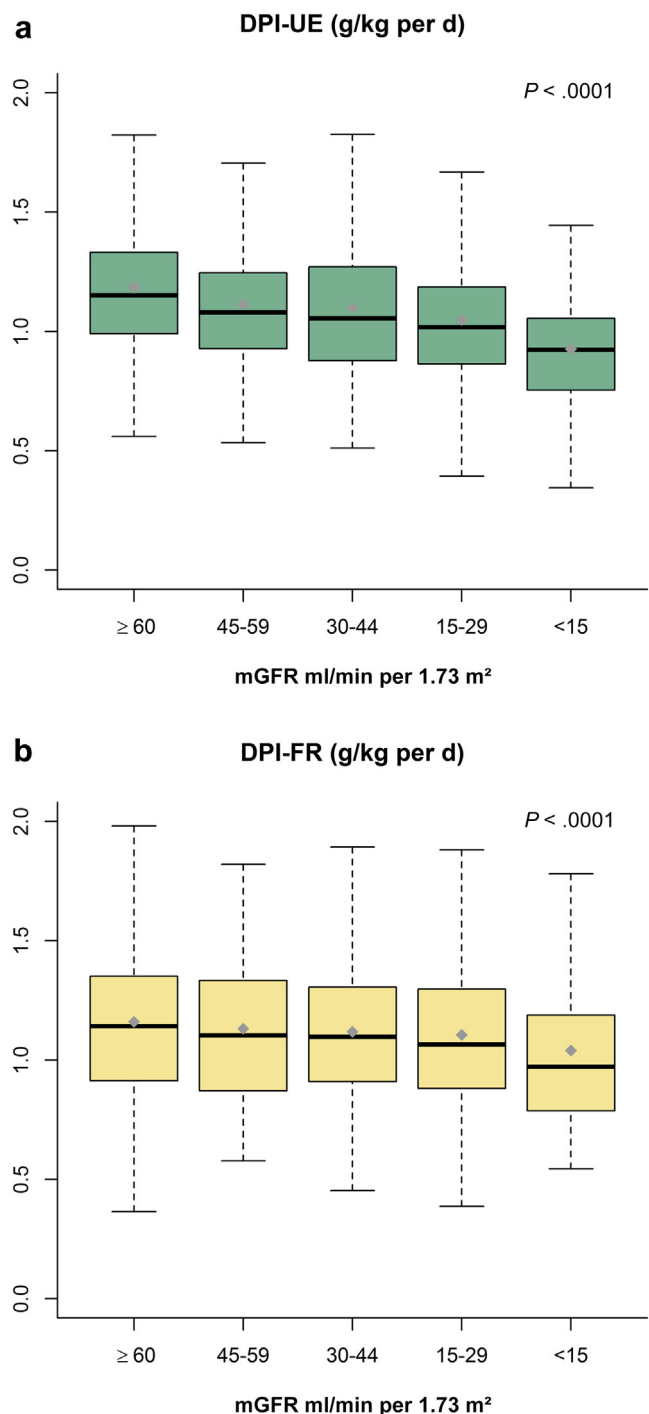 a
DPI-UE (g/kg per d)
P < .0001
2.0
1.5
1.0
0.5
0.0
≥ 60 45-59 30-44 15-29 <15
mGFR ml/min per 1.73 m²
b
DPI-FR (g/kg per d)
P < .0001
2.0
1.5
1.0
0.5
0.0
≥ 60 45-59 30-44 15-29 <15
mGFR ml/min per 1.73 m²